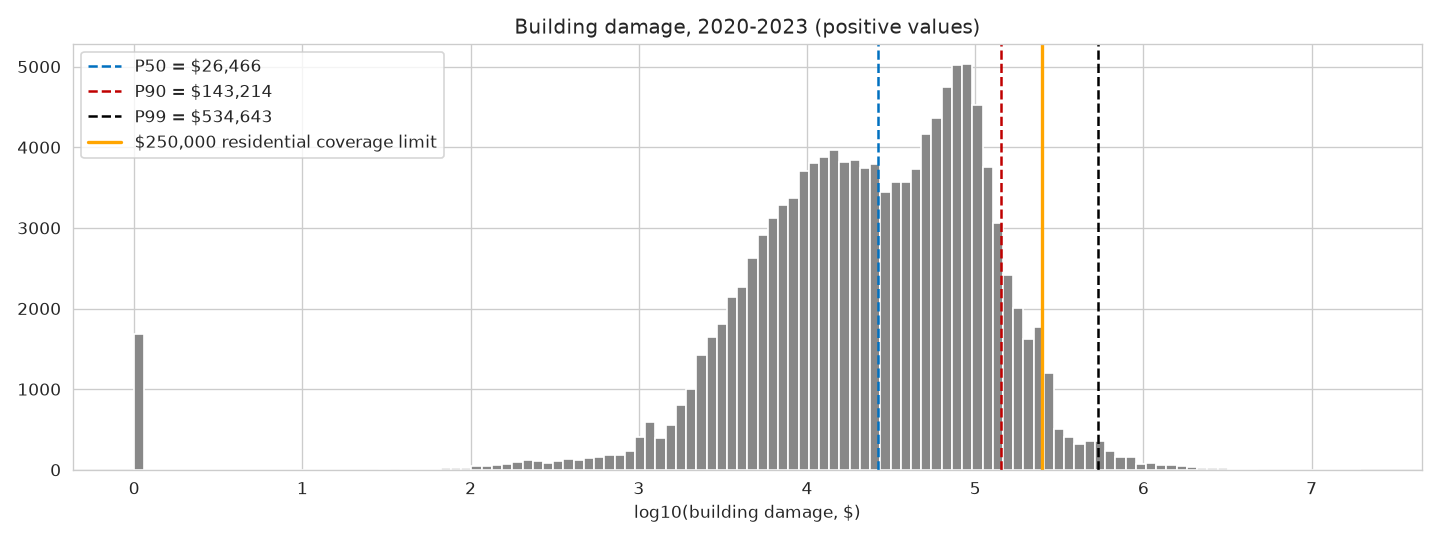 Building damage, 2020-2023 (positive values)
P50 = $26,466
P90 = $143,214
P99 = $534,643
$250,000 residential coverage limit
5000
4000
3000
2000
1000
0
0 1 2 3 4 5 6 7
log10(building damage, $)